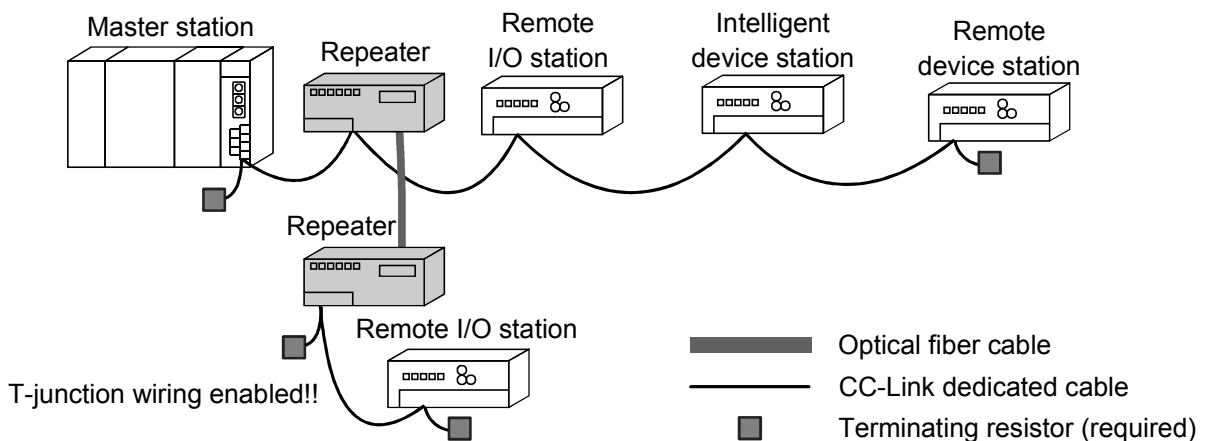 Master station
Repeater
Remote
I/O station
Intelligent
device station
Remote
device station
Repeater
Remote I/O station
T-junction wiring enabled!!
Optical fiber cable
CC-Link dedicated cable
Terminating resistor (required)